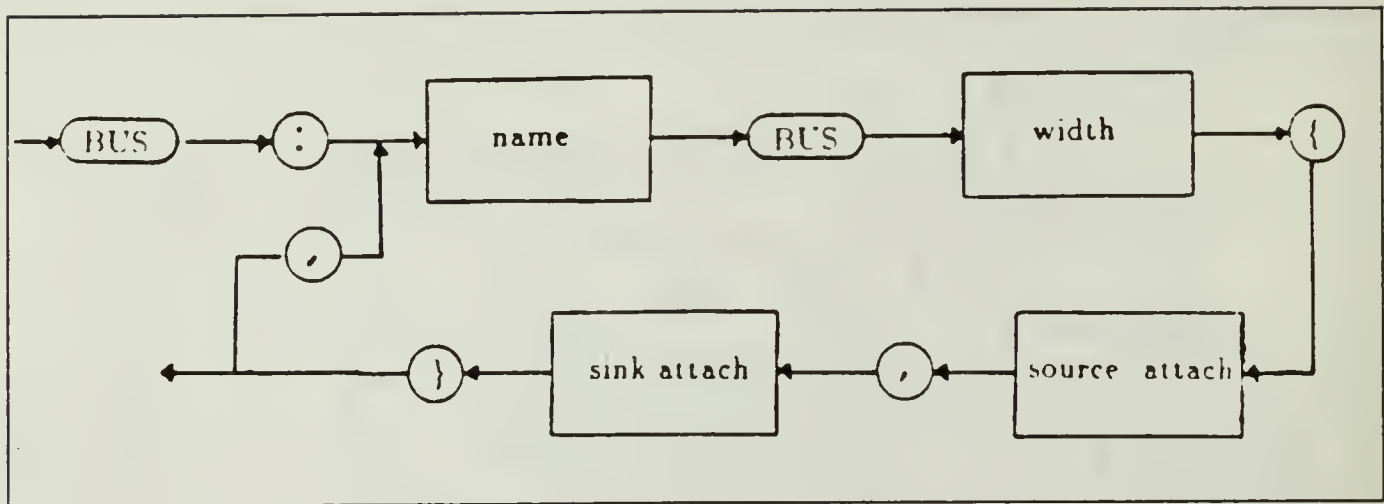 BUS : name BUS width {
,
} sink attach , source attach